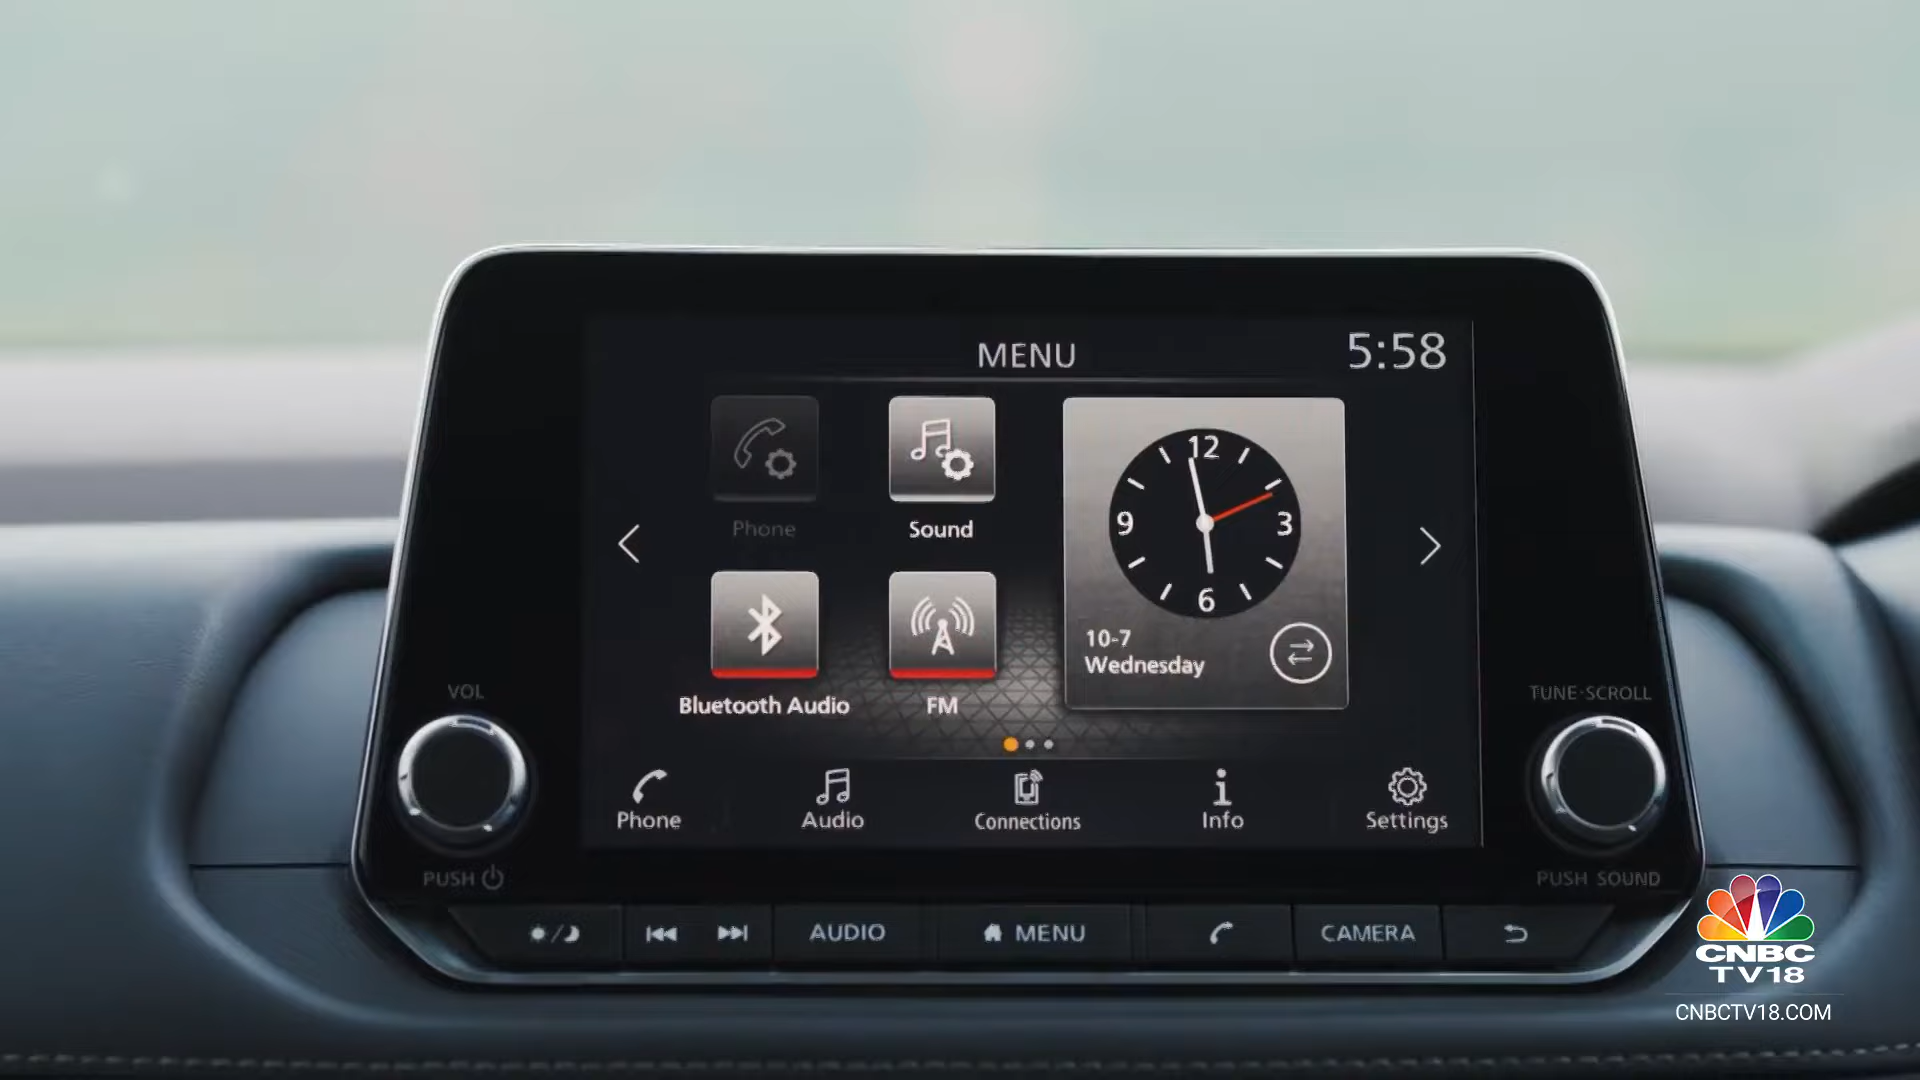 MENU
5:58
Phone
Sound
12
9
3
6
10-7
Wednesday
Bluetooth Audio
FM
VOL
TUNE·SCROLL
Phone
Audio
Connections
Info
Settings
PUSH
PUSH SOUND
AUDIO
MENU
CAMERA
CNBC
TV18
CNBCTV18.COM